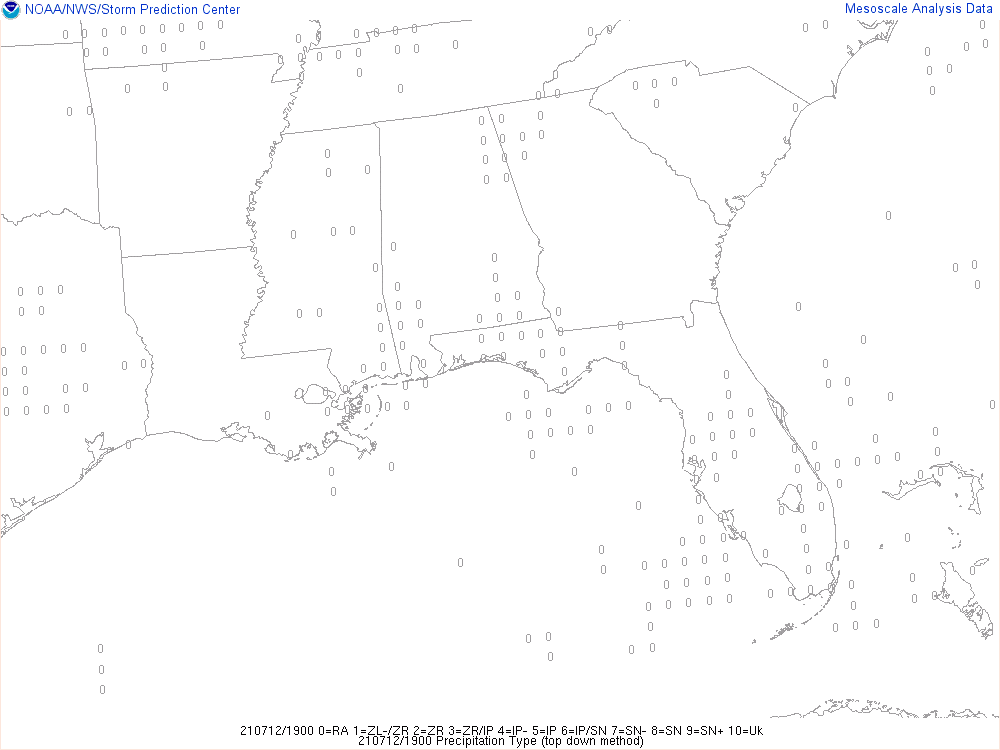 NOAA/NWS/Storm Prediction Center
Mesoscale Analysis Data
210712/1900 0=RA 1=ZL-/ZR 2=ZR 3=ZR/IP 4=IP- 5=IP 6=IP/SN 7=SN- 8=SN 9=SN+ 10=Uk
210712/1900 Precipitation Type (top down method)